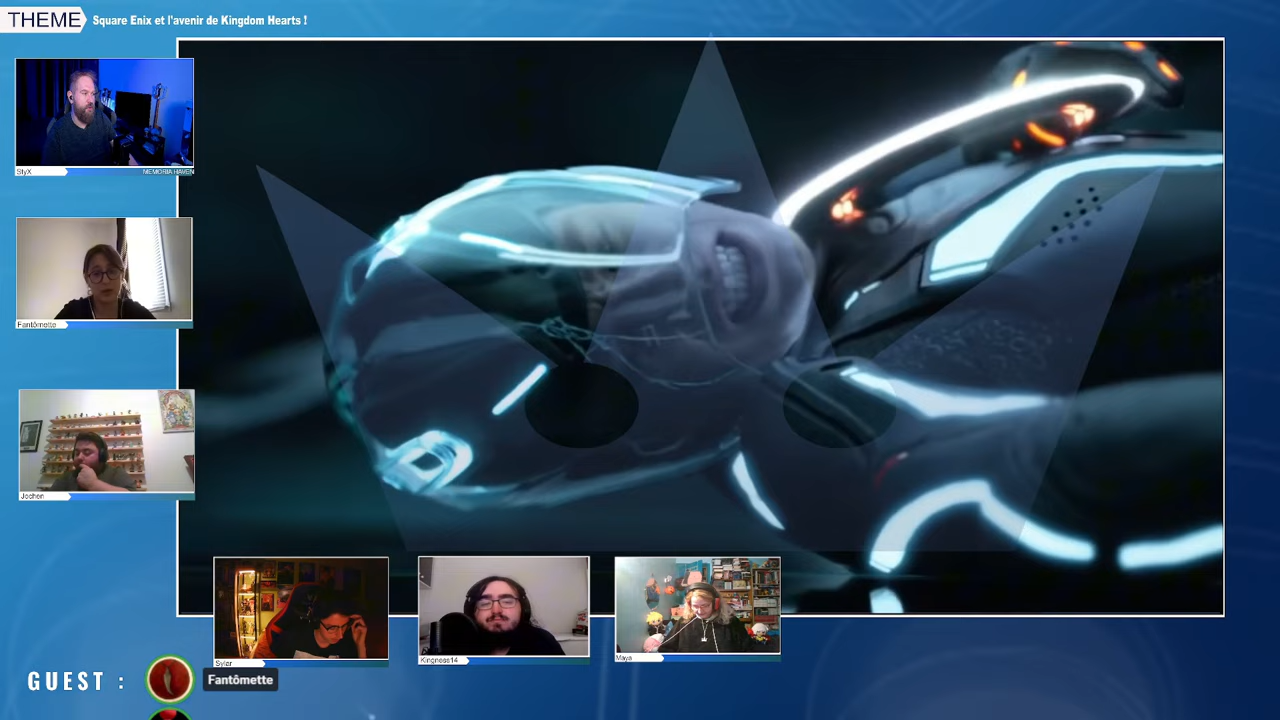 THEME
Square Enix et l'avenir de Kingdom Hearts !
StyX
MEMORIA HAVEN
Fantômette
Jochen
Sylar
Kingness14
Maya
GUEST :
Fantômette